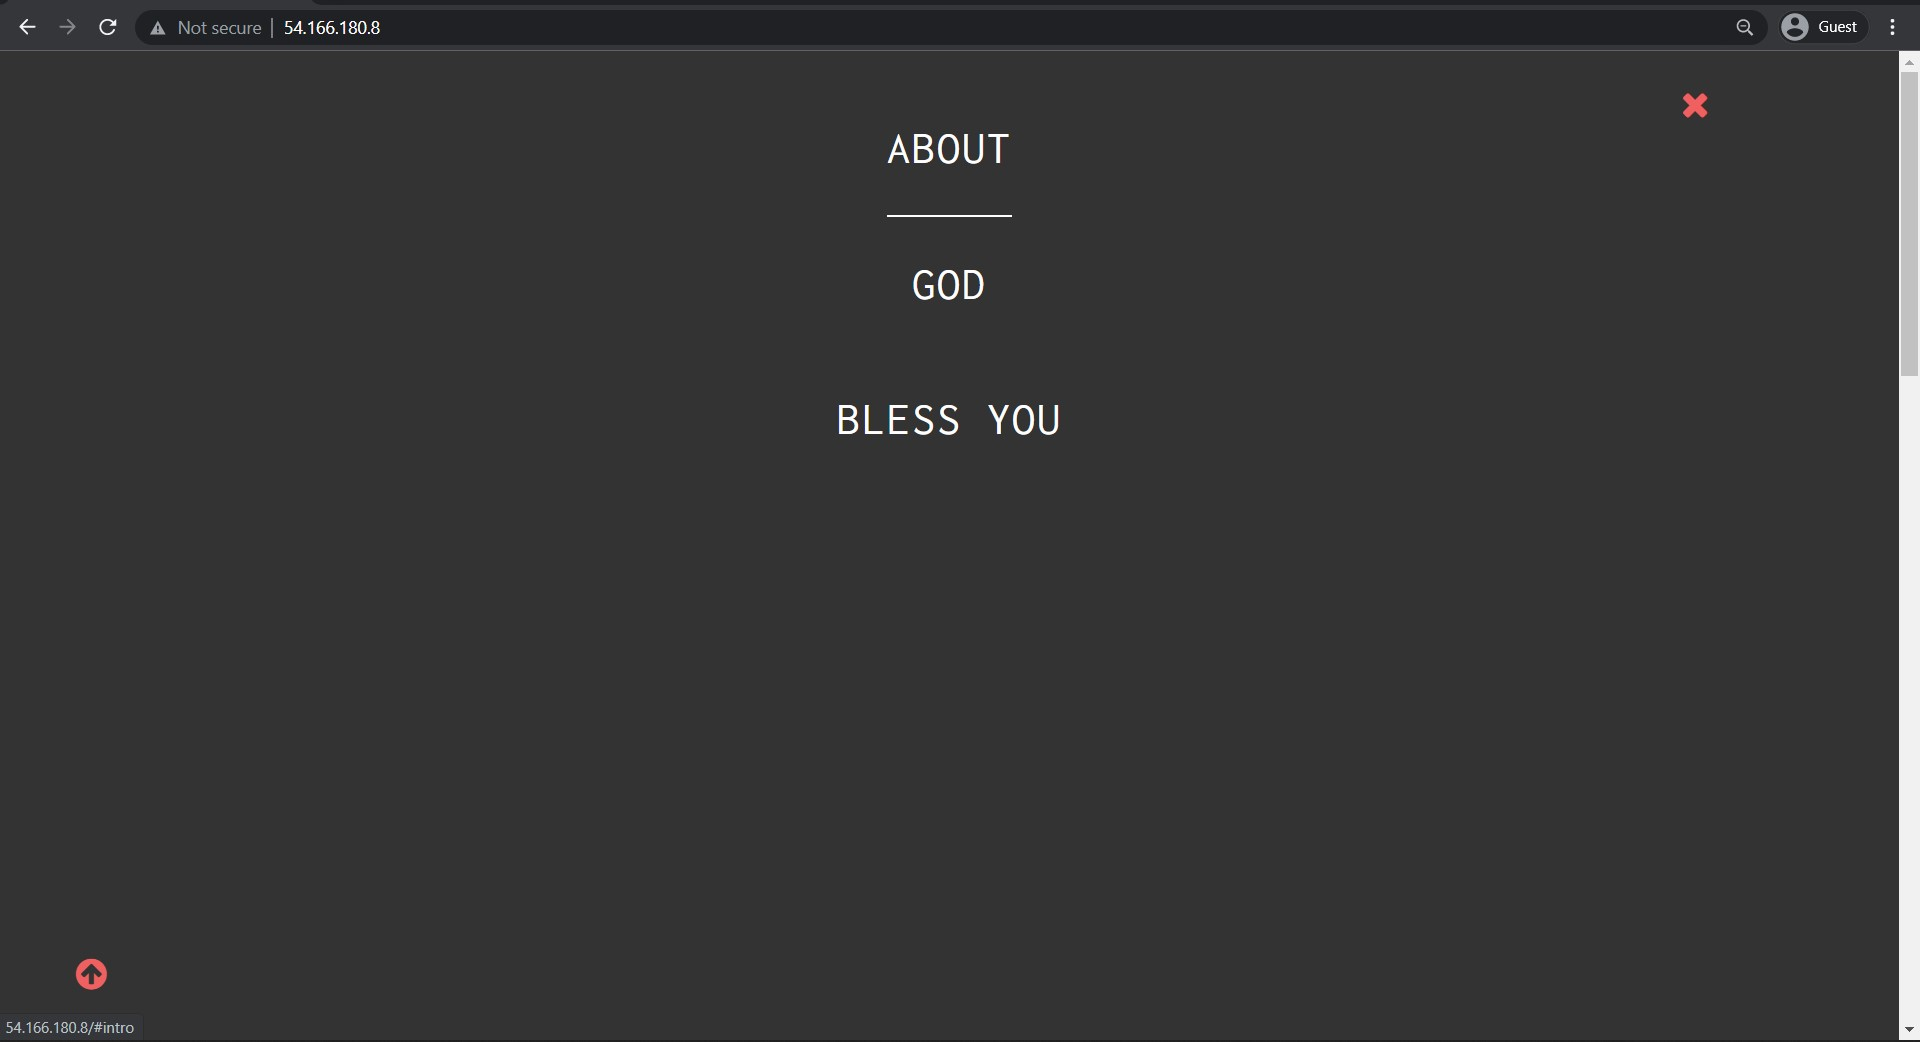 Not secure | 54.166.180.8
Guest
ABOUT
GOD
BLESS YOU
54.166.180.8/#intro